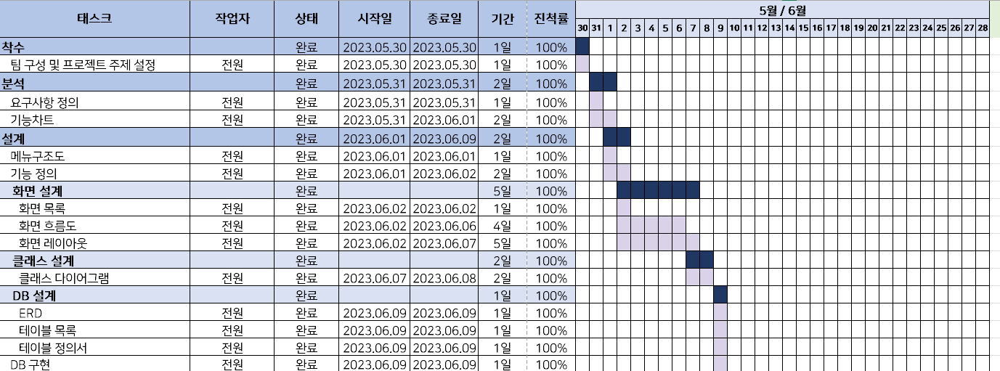 태스크 작업자 상태 시작일 종료일 기간 진척률 5월 / 6월
30 31 1 2 3 4 5 6 7 8 9 10 11 12 13 14 15 16 17 18 19 20 21 22 23 24 25 26 27 28
착수 완료 2023.05.30 2023.05.30 1일 100%
팀 구성 및 프로젝트 주제 설정 전원 완료 2023.05.30 2023.05.30 1일 100%
분석 완료 2023.05.31 2023.05.31 2일 100%
요구사항 정의 전원 완료 2023.05.31 2023.05.31 1일 100%
기능차트 전원 완료 2023.05.31 2023.06.01 2일 100%
설계 완료 2023.06.01 2023.06.09 2일 100%
메뉴구조도 전원 완료 2023.06.01 2023.06.01 1일 100%
기능 정의 전원 완료 2023.06.01 2023.06.02 2일 100%
화면 설계 완료 5일 100%
화면 목록 전원 완료 2023.06.02 2023.06.02 1일 100%
화면 흐름도 전원 완료 2023.06.02 2023.06.06 4일 100%
화면 레이아웃 전원 완료 2023.06.02 2023.06.07 5일 100%
클래스 설계 완료 2일 100%
클래스 다이어그램 전원 완료 2023.06.07 2023.06.08 2일 100%
DB 설계 완료 1일 100%
ERD 전원 완료 2023.06.09 2023.06.09 1일 100%
테이블 목록 전원 완료 2023.06.09 2023.06.09 1일 100%
테이블 정의서 전원 완료 2023.06.09 2023.06.09 1일 100%
DB 구현 전원 완료 2023.06.09 2023.06.09 1일 100%